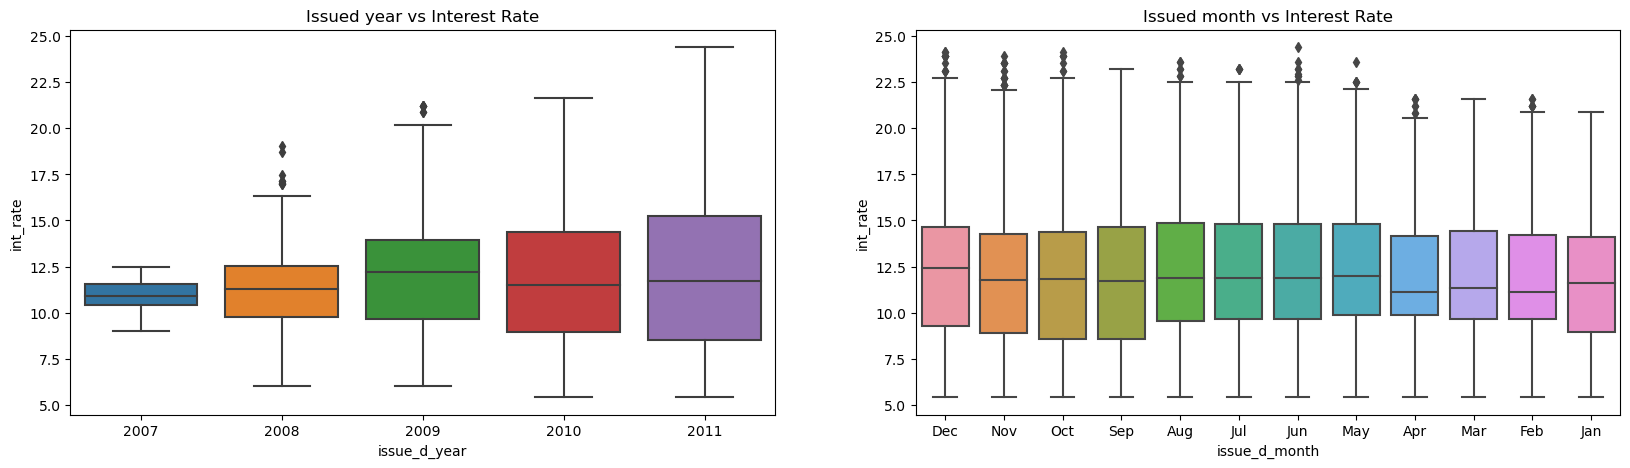 Issued year vs Interest Rate
25.0
22.5
20.0
17.5
15.0
12.5
10.0
7.5
5.0
int_rate
2007 2008 2009 2010 2011
issue_d_year
Issued month vs Interest Rate
25.0
22.5
20.0
17.5
15.0
12.5
10.0
7.5
5.0
int_rate
Dec Nov Oct Sep Aug Jul Jun May Apr Mar Feb Jan
issue_d_month